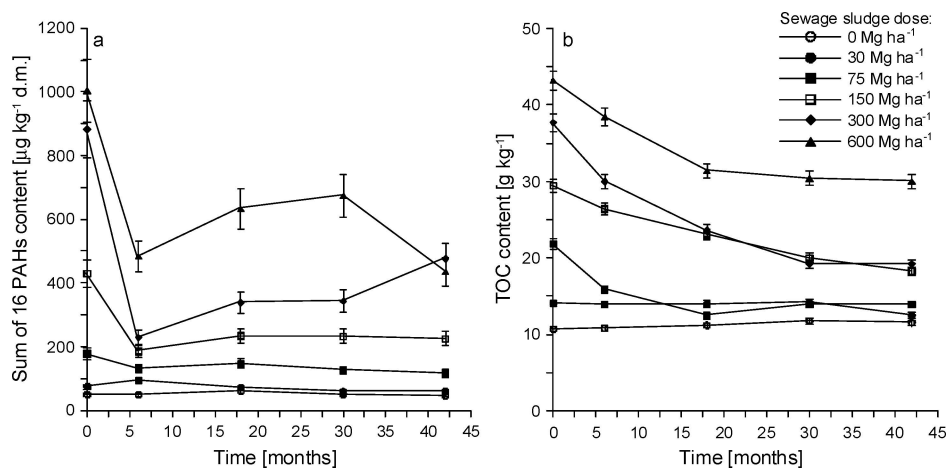 a
Sum of 16 PAHs content [µg kg⁻¹ d.m.]
1200
1000
800
600
400
200
0
0 5 10 15 20 25 30 35 40 45
Time [months]
b
TOC content [g kg⁻¹]
50
40
30
20
10
0
0 5 10 15 20 25 30 35 40 45
Time [months]
Sewage sludge dose:
0 Mg ha⁻¹
30 Mg ha⁻¹
75 Mg ha⁻¹
150 Mg ha⁻¹
300 Mg ha⁻¹
600 Mg ha⁻¹